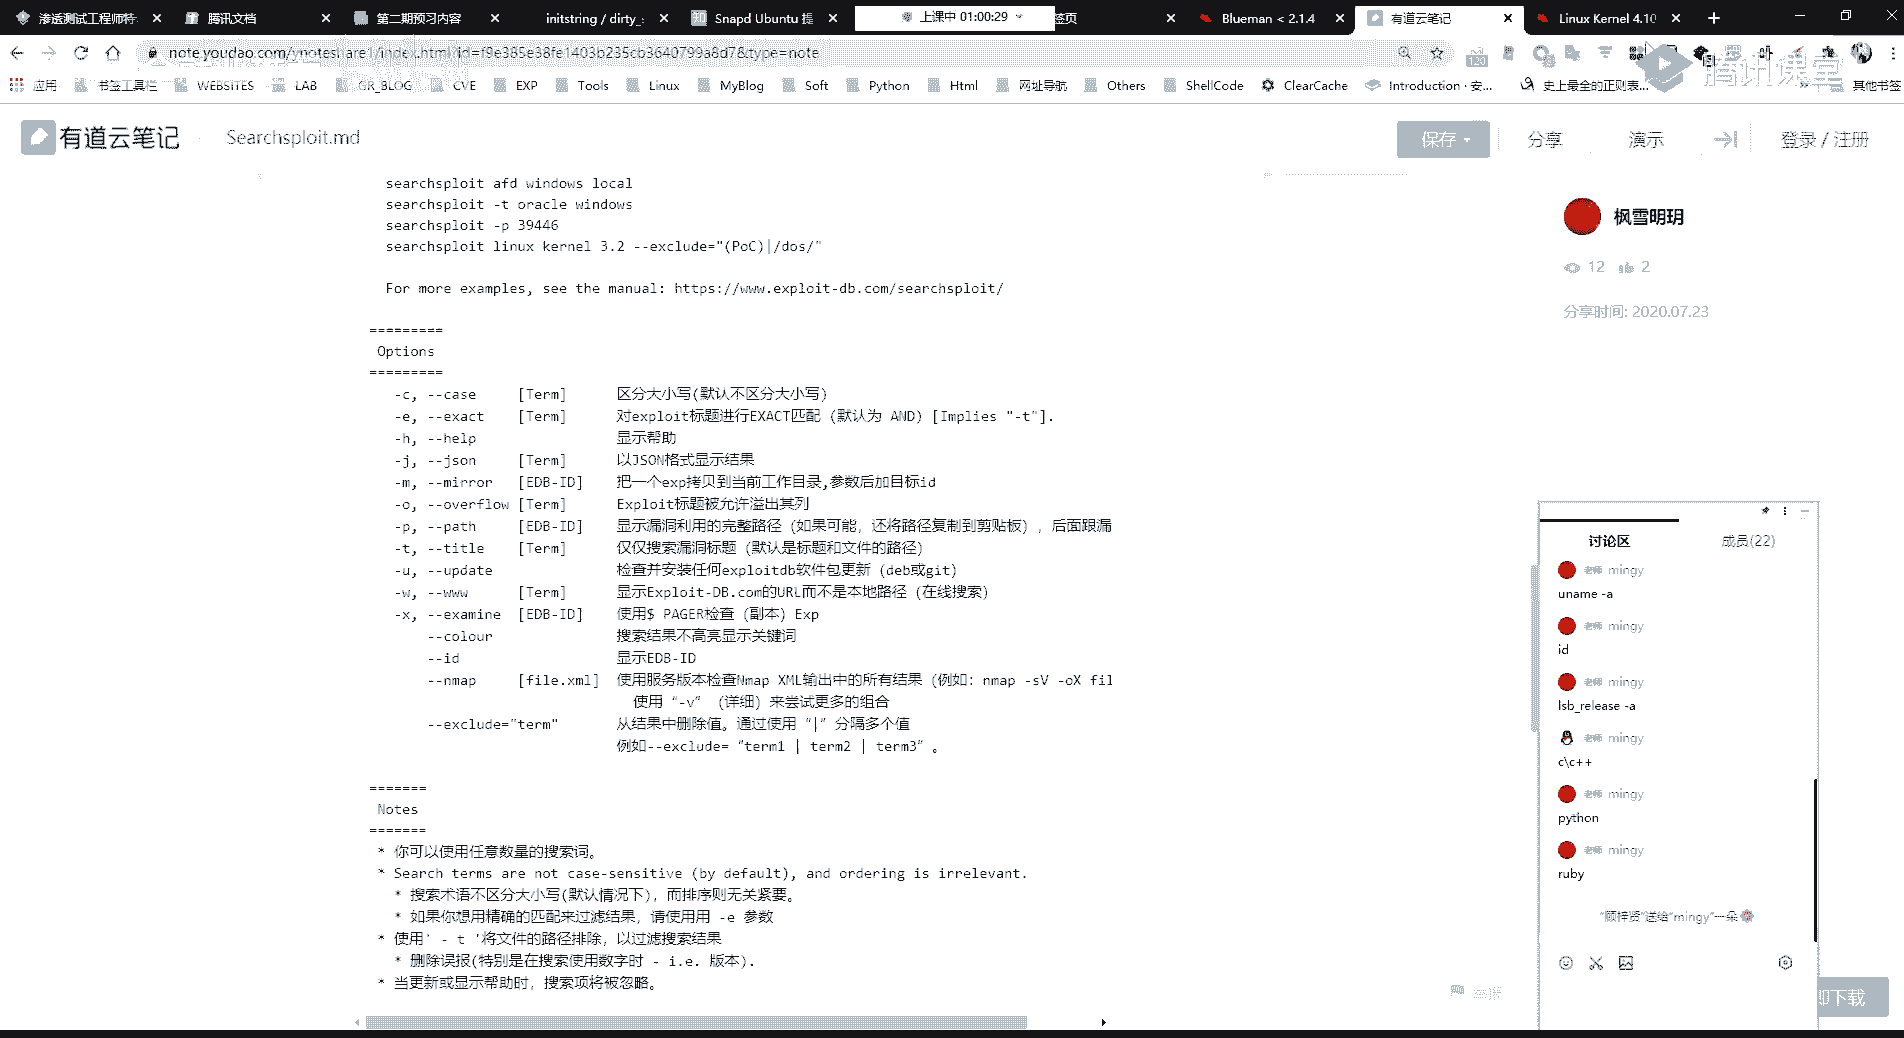 渗透测试工程师特
腾讯文档
第二期预习内容
initstring / dirty_s
Snapd Ubuntu 提
上课中 01:00:29
签页
Blueman < 2.1.4
有道云笔记
Linux Kernel 4.10
note.youdao.com/ynoteshare1/index.html?id=f9e385e38fe1403b235cb3640799a8d7&type=note
120
腾讯课堂
应用
书签工具栏
WEBSITES
LAB
GR_BLOG
CVE
EXP
Tools
Linux
MyBlog
Soft
Python
Html
网址导航
Others
ShellCode
ClearCache
Introduction · 安...
史上最全的正则表...
其他书签
有道云笔记
Searchsploit.md
保存
分享
演示
登录 / 注册
searchsploit afd windows local
searchsploit -t oracle windows
searchsploit -p 39446
searchsploit linux kernel 3.2 --exclude="(PoC)|/dos/"
For more examples, see the manual: https://www.exploit-db.com/searchsploit/
=========
Options
=========
-c, --case [Term] 区分大小写(默认不区分大小写)
-e, --exact [Term] 对exploit标题进行EXACT匹配 (默认为 AND) [Implies "-t"].
-h, --help 显示帮助
-j, --json [Term] 以JSON格式显示结果
-m, --mirror [EDB-ID] 把一个exp拷贝到当前工作目录,参数后加目标id
-o, --overflow [Term] Exploit标题被允许溢出其列
-p, --path [EDB-ID] 显示漏洞利用的完整路径（如果可能，还将路径复制到剪贴板），后面跟漏
-t, --title [Term] 仅仅搜索漏洞标题（默认是标题和文件的路径）
-u, --update 检查并安装任何exploitdb软件包更新（deb或git）
-w, --www [Term] 显示Exploit-DB.com的URL而不是本地路径（在线搜索）
-x, --examine [EDB-ID] 使用$ PAGER检查（副本）Exp
--colour 搜索结果不高亮显示关键词
--id 显示EDB-ID
--nmap [file.xml] 使用服务版本检查Nmap XML输出中的所有结果（例如：nmap -sV -oX fil
使用“-v”（详细）来尝试更多的组合
--exclude="term" 从结果中删除值。通过使用“|”分隔多个值
例如--exclude=“term1 | term2 | term3”。
=======
Notes
=======
* 你可以使用任意数量的搜索词。
* Search terms are not case-sensitive (by default), and ordering is irrelevant.
* 搜索术语不区分大小写(默认情况下)，而排序则无关紧要。
* 如果你想用精确的匹配来过滤结果，请使用用 -e 参数
* 使用' - t '将文件的路径排除，以过滤搜索结果
* 删除误报(特别是在搜索使用数字时 - i.e. 版本).
* 当更新或显示帮助时，搜索项将被忽略。
枫雪明玥
12
2
分享时间: 2020.07.23
讨论区
成员(22)
老师 mingy
uname -a
老师 mingy
id
老师 mingy
lsb_release -a
老师 mingy
c\c++
老师 mingy
python
老师 mingy
ruby
"顾梓贤"送给"mingy"一朵
即下载